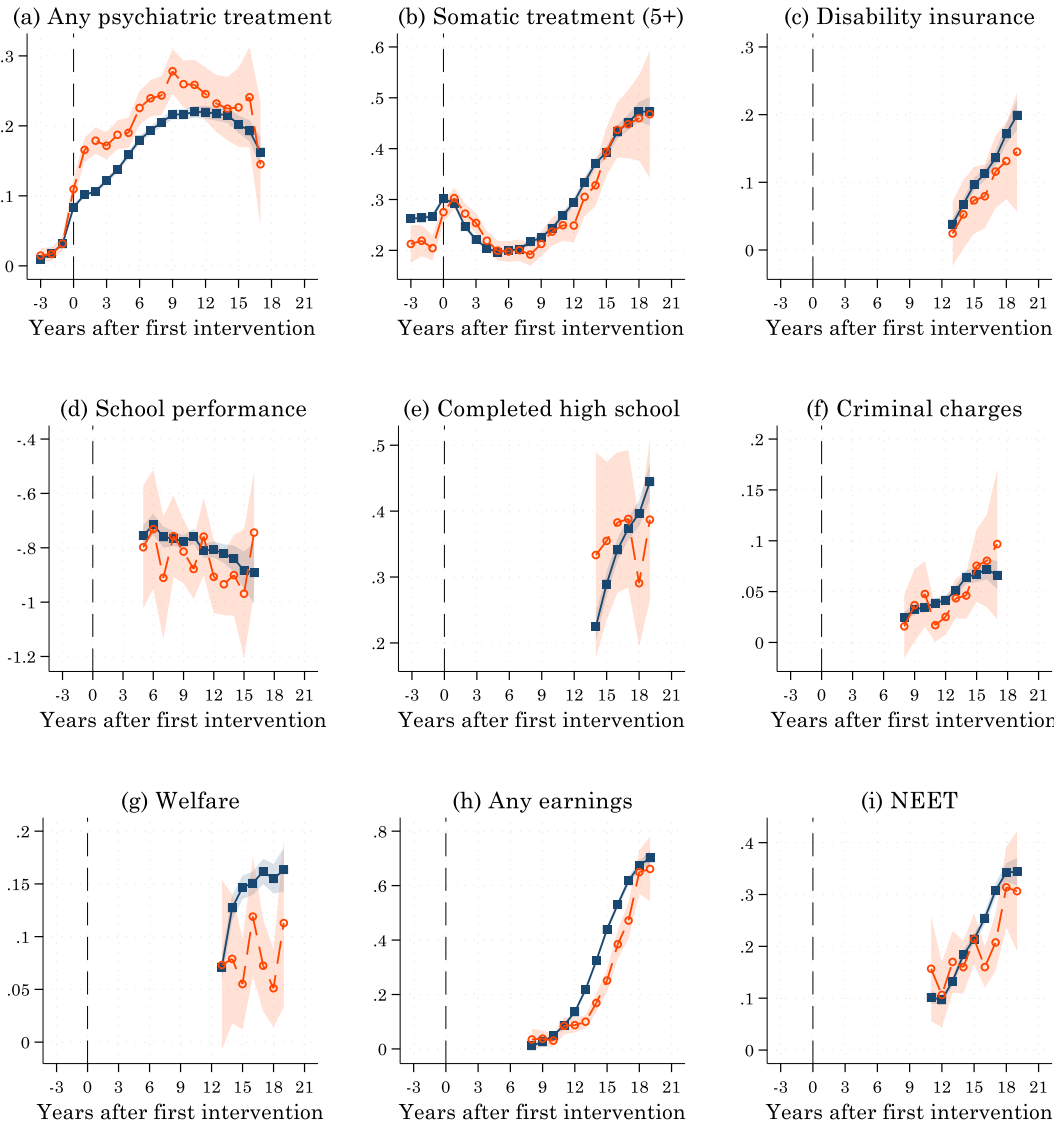 (a) Any psychiatric treatment
(b) Somatic treatment (5+)
(c) Disability insurance
.3
.2
.1
0
-3 0 3 6 9 12 15 18 21
Years after first intervention
.6
.5
.4
.3
.2
-3 0 3 6 9 12 15 18 21
Years after first intervention
.3
.2
.1
0
-3 0 3 6 9 12 15 18 21
Years after first intervention
(d) School performance
(e) Completed high school
(f) Criminal charges
-.4
-.6
-.8
-1
-1.2
-3 0 3 6 9 12 15 18 21
Years after first intervention
.5
.4
.3
.2
-3 0 3 6 9 12 15 18 21
Years after first intervention
.2
.15
.1
.05
0
-3 0 3 6 9 12 15 18 21
Years after first intervention
(g) Welfare
(h) Any earnings
(i) NEET
.2
.15
.1
.05
0
-3 0 3 6 9 12 15 18 21
Years after first intervention
.8
.6
.4
.2
0
-3 0 3 6 9 12 15 18 21
Years after first intervention
.4
.3
.2
.1
0
-3 0 3 6 9 12 15 18 21
Years after first intervention